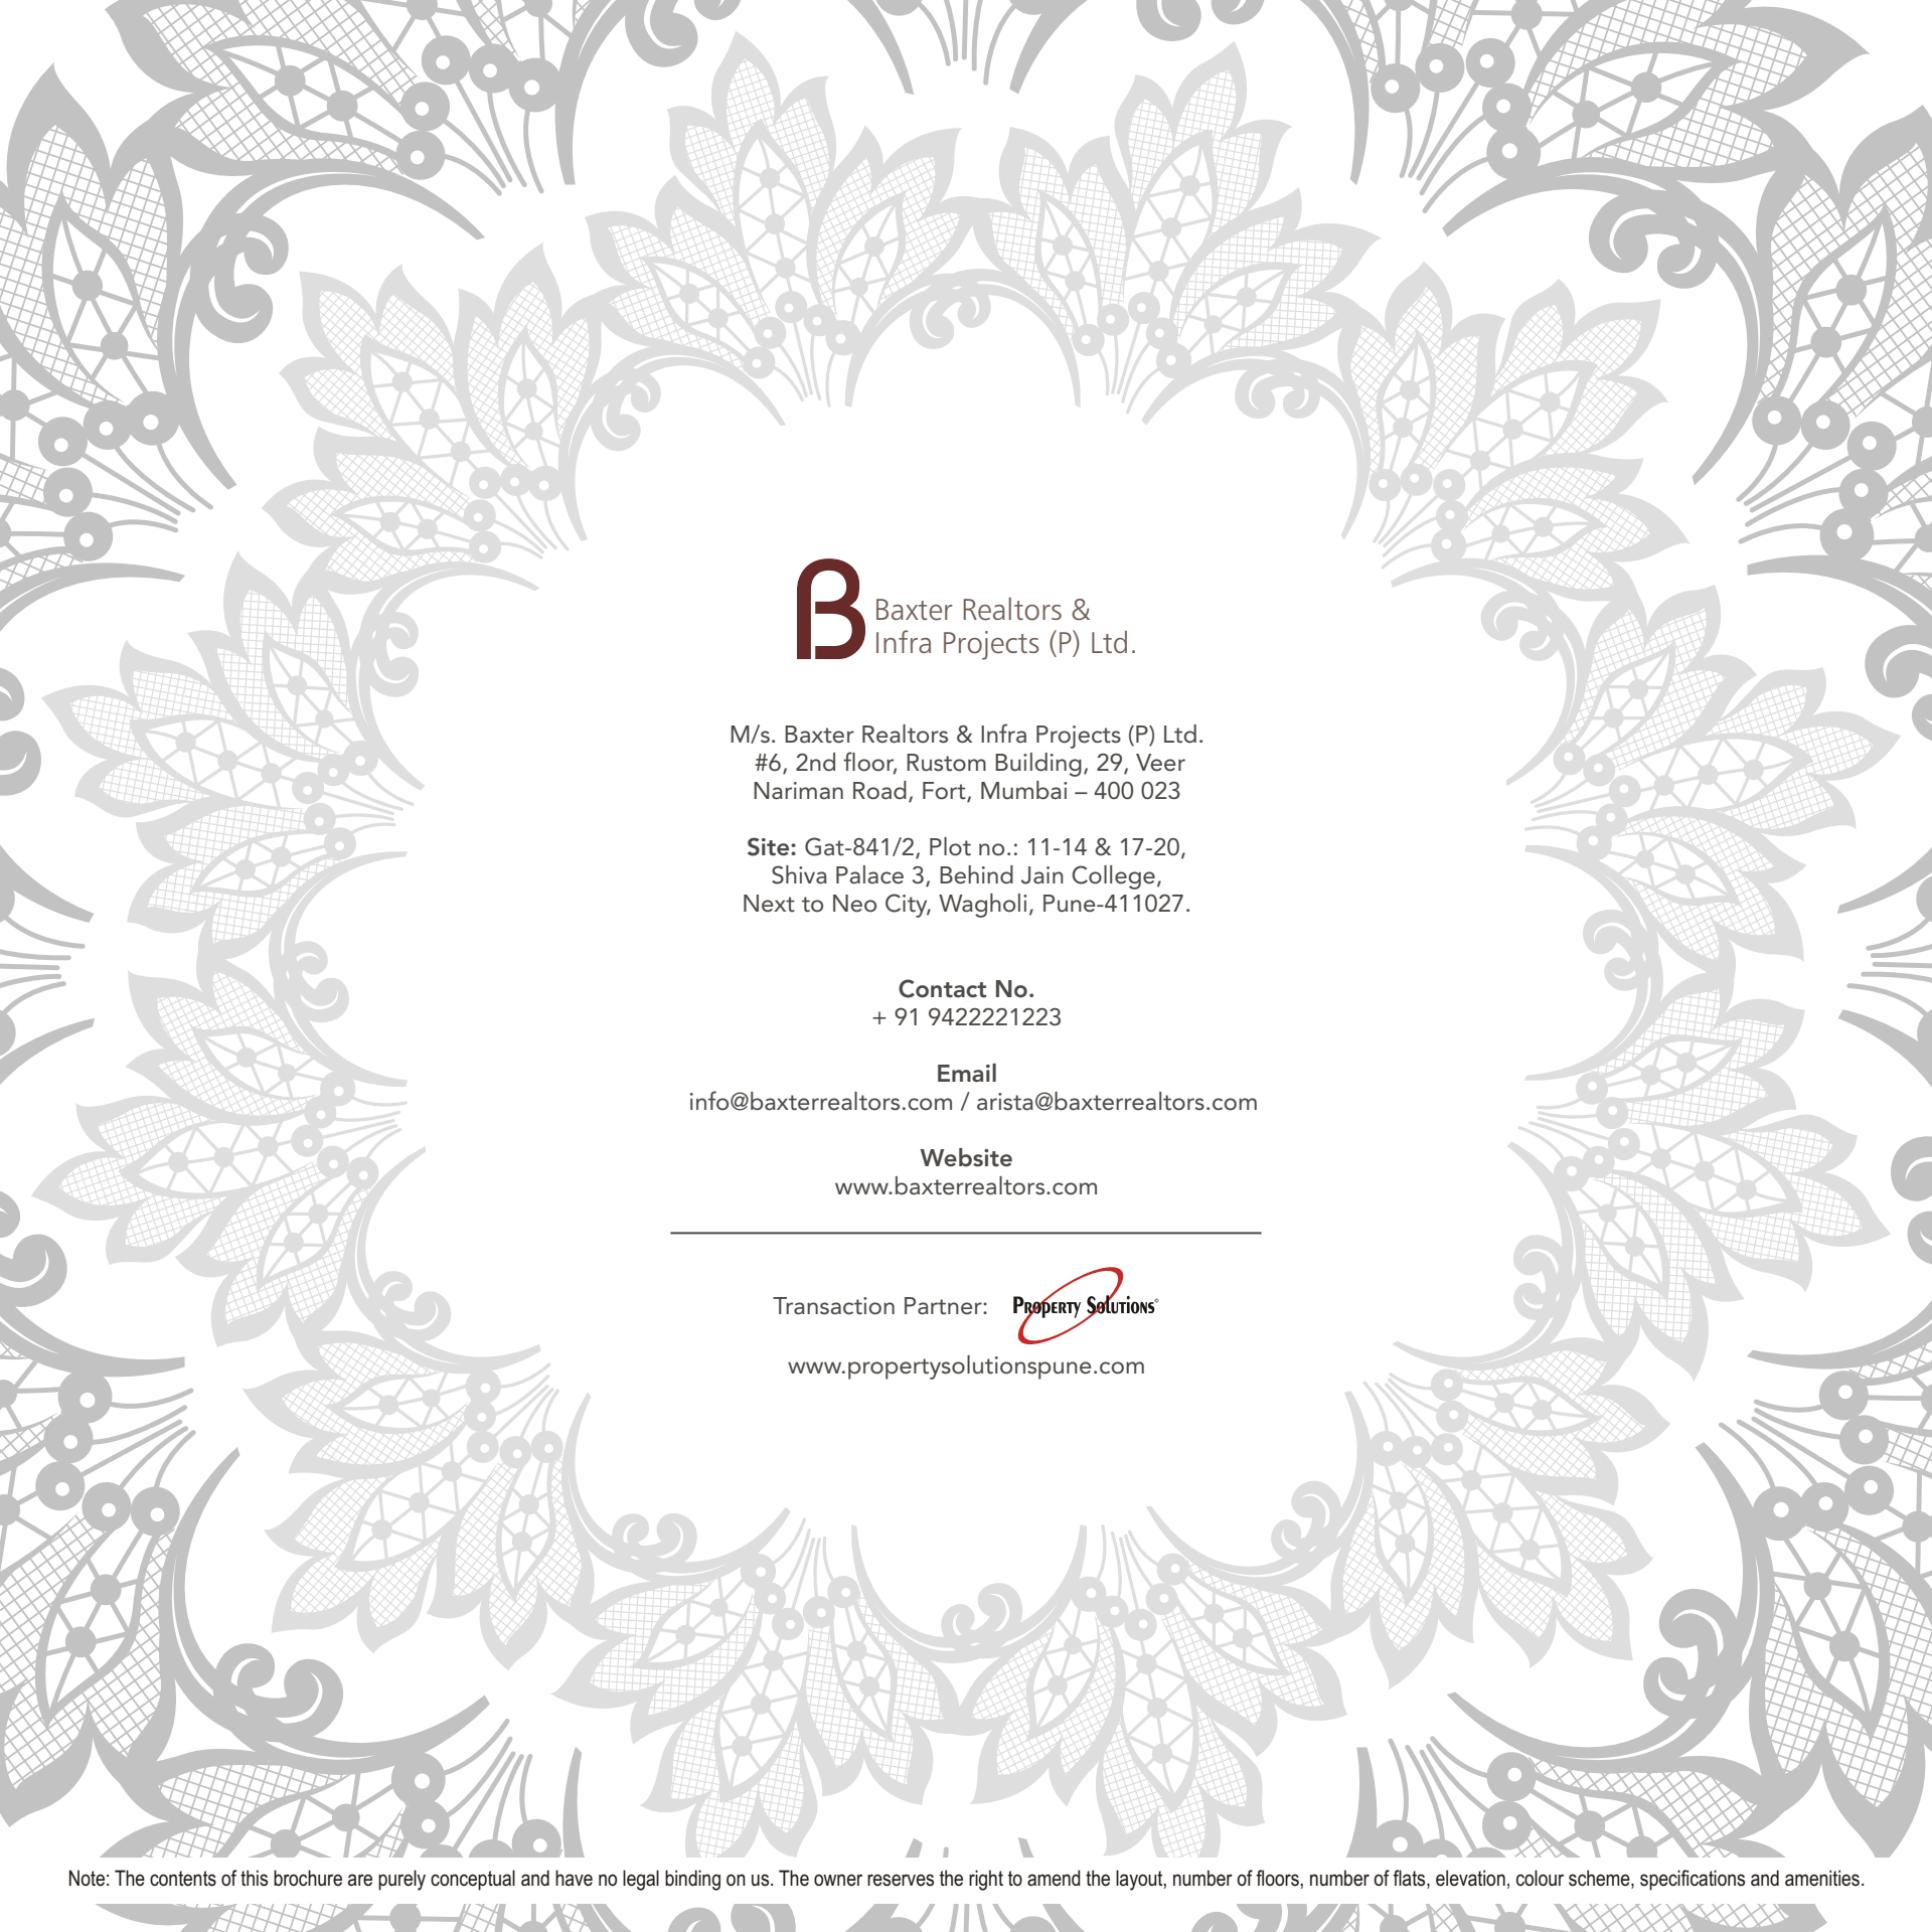 Baxter Realtors &
Infra Projects (P) Ltd.
M/s. Baxter Realtors & Infra Projects (P) Ltd.
#6, 2nd floor, Rustom Building, 29, Veer
Nariman Road, Fort, Mumbai – 400 023
Site: Gat-841/2, Plot no.: 11-14 & 17-20,
Shiva Palace 3, Behind Jain College,
Next to Neo City, Wagholi, Pune-411027.
Contact No.
+ 91 9422221223
Email
info@baxterrealtors.com / arista@baxterrealtors.com
Website
www.baxterrealtors.com
Transaction Partner: Property Solutions®
www.propertysolutionspune.com
Note: The contents of this brochure are purely conceptual and have no legal binding on us. The owner reserves the right to amend the layout, number of floors, number of flats, elevation, colour scheme, specifications and amenities.